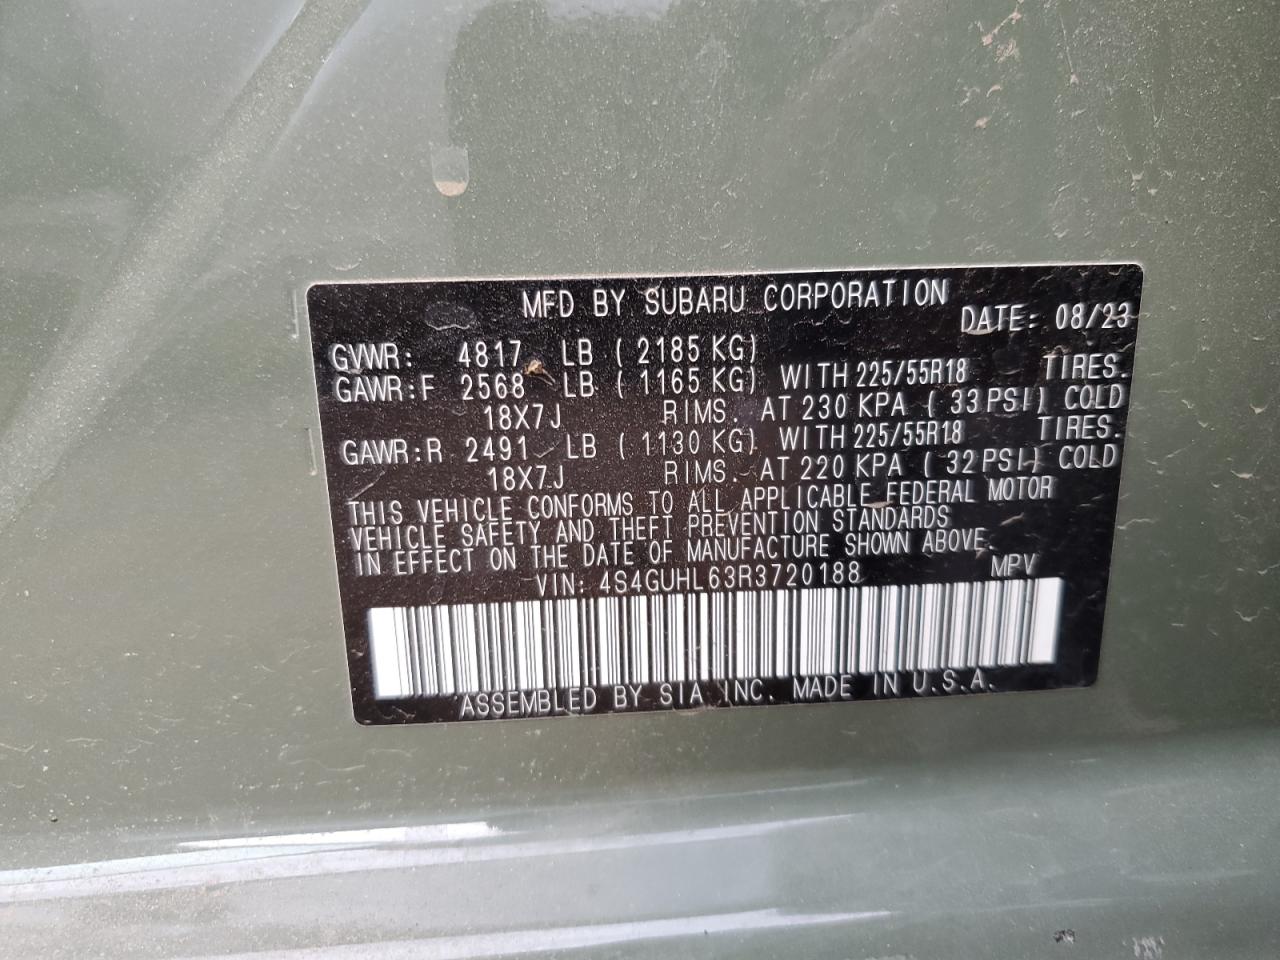 MFD BY SUBARU CORPORATION DATE: 08/23
GVWR: 4817 LB (2185 KG)
GAWR:F 2568 LB (1165 KG) WITH 225/55R18 TIRES.
18X7J RIMS. AT 230 KPA (33 PSI) COLD
GAWR:R 2491 LB (1130 KG) WITH 225/55R18 TIRES.
18X7J RIMS. AT 220 KPA (32 PSI) COLD
THIS VEHICLE CONFORMS TO ALL APPLICABLE FEDERAL MOTOR
VEHICLE SAFETY AND THEFT PREVENTION STANDARDS
IN EFFECT ON THE DATE OF MANUFACTURE SHOWN ABOVE.
VIN: 4S4GUHL63R3720188 MPV
ASSEMBLED BY SIA INC. MADE IN U.S.A.